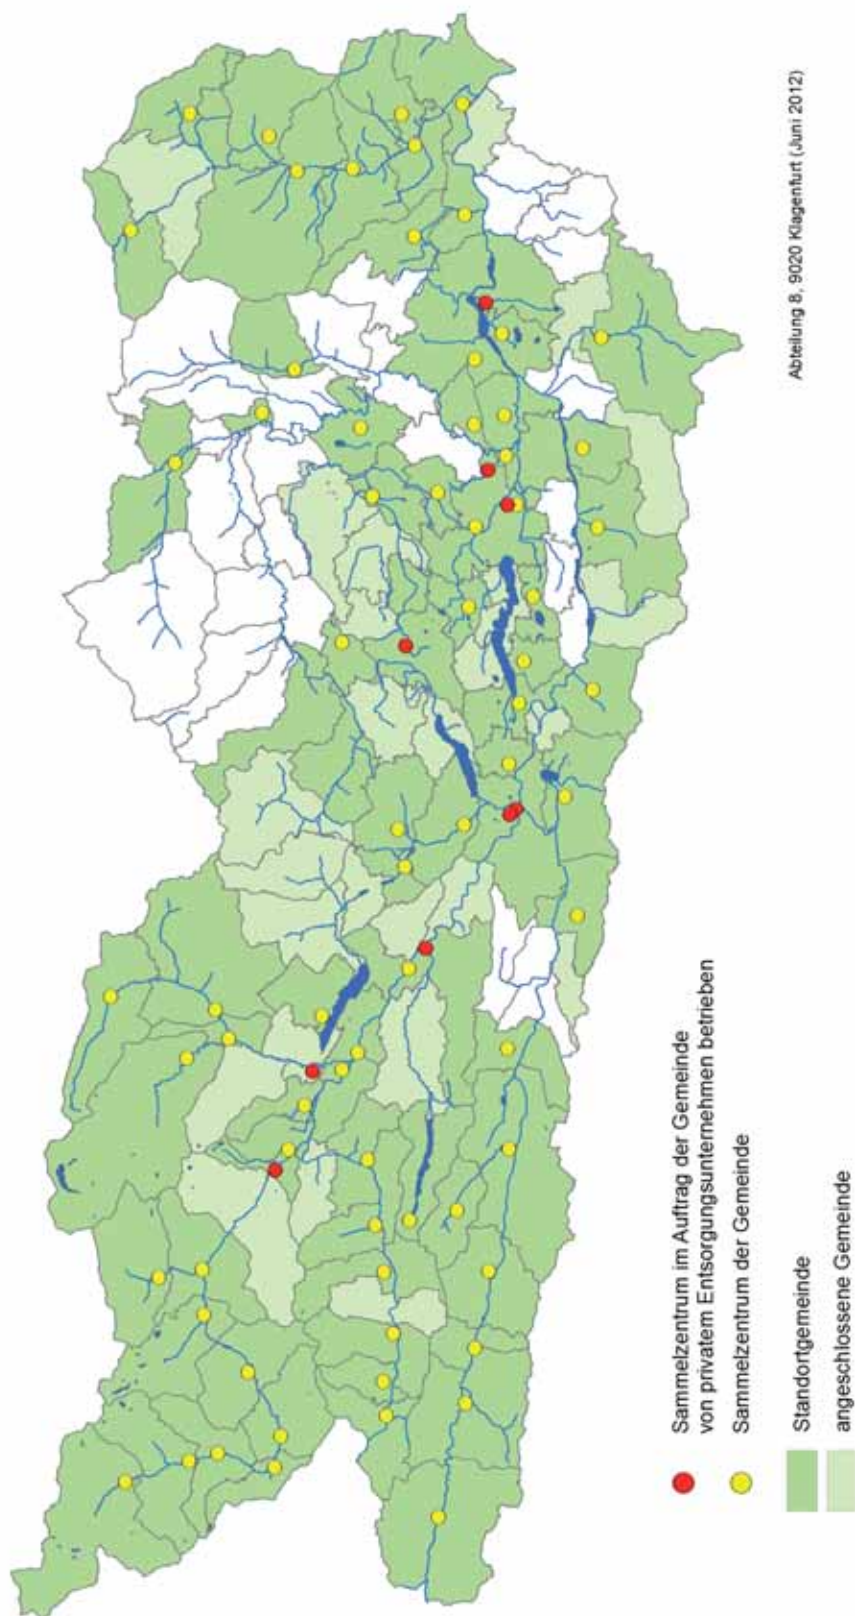 Sammelzentrum im Auftrag der Gemeinde
von privatem Entsorgungsunternehmen betrieben
Sammelzentrum der Gemeinde
Standortgemeinde
angeschlossene Gemeinde
Abteilung 8, 9020 Klagenfurt (Juni 2012)